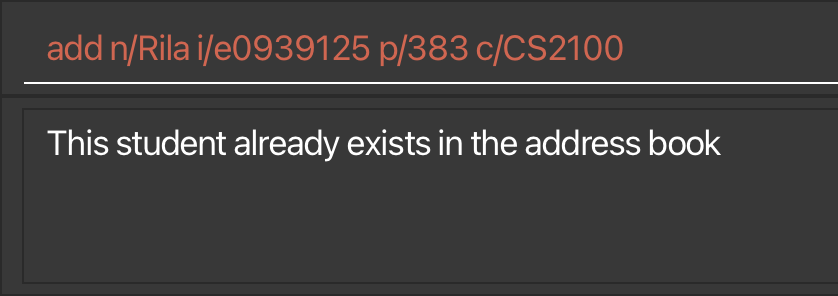 add n/Rila i/e0939125 p/383 c/CS2100
This student already exists in the address book